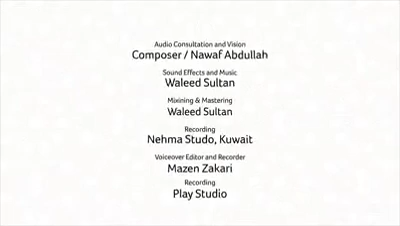 Audio Consultation and Vision
Composer / Nawaf Abdullah
Sound Effects and Music
Waleed Sultan
Mixining & Mastering
Waleed Sultan
Recording
Nehma Studo, Kuwait
Voiceover Editor and Recorder
Mazen Zakari
Recording
Play Studio